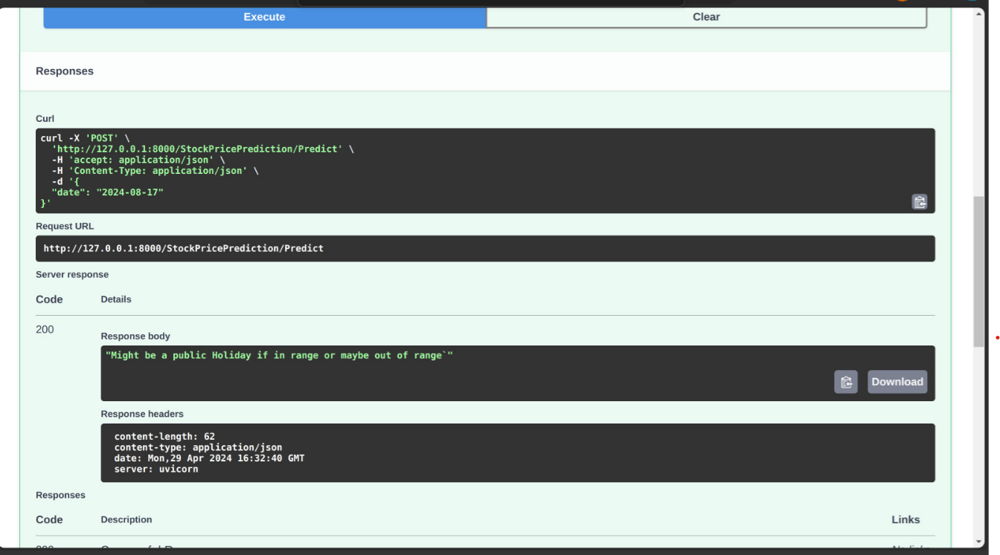 Execute
Clear
Responses
Curl
curl -X 'POST' \
'http://127.0.0.1:8000/StockPricePrediction/Predict' \
-H 'accept: application/json' \
-H 'Content-Type: application/json' \
-d '{
"date": "2024-08-17"
}'
Request URL
http://127.0.0.1:8000/StockPricePrediction/Predict
Server response
Code Details
200
Response body
"Might be a public Holiday if in range or maybe out of range`"
Download
Response headers
content-length: 62
content-type: application/json
date: Mon,29 Apr 2024 16:32:40 GMT
server: uvicorn
Responses
Code Description Links